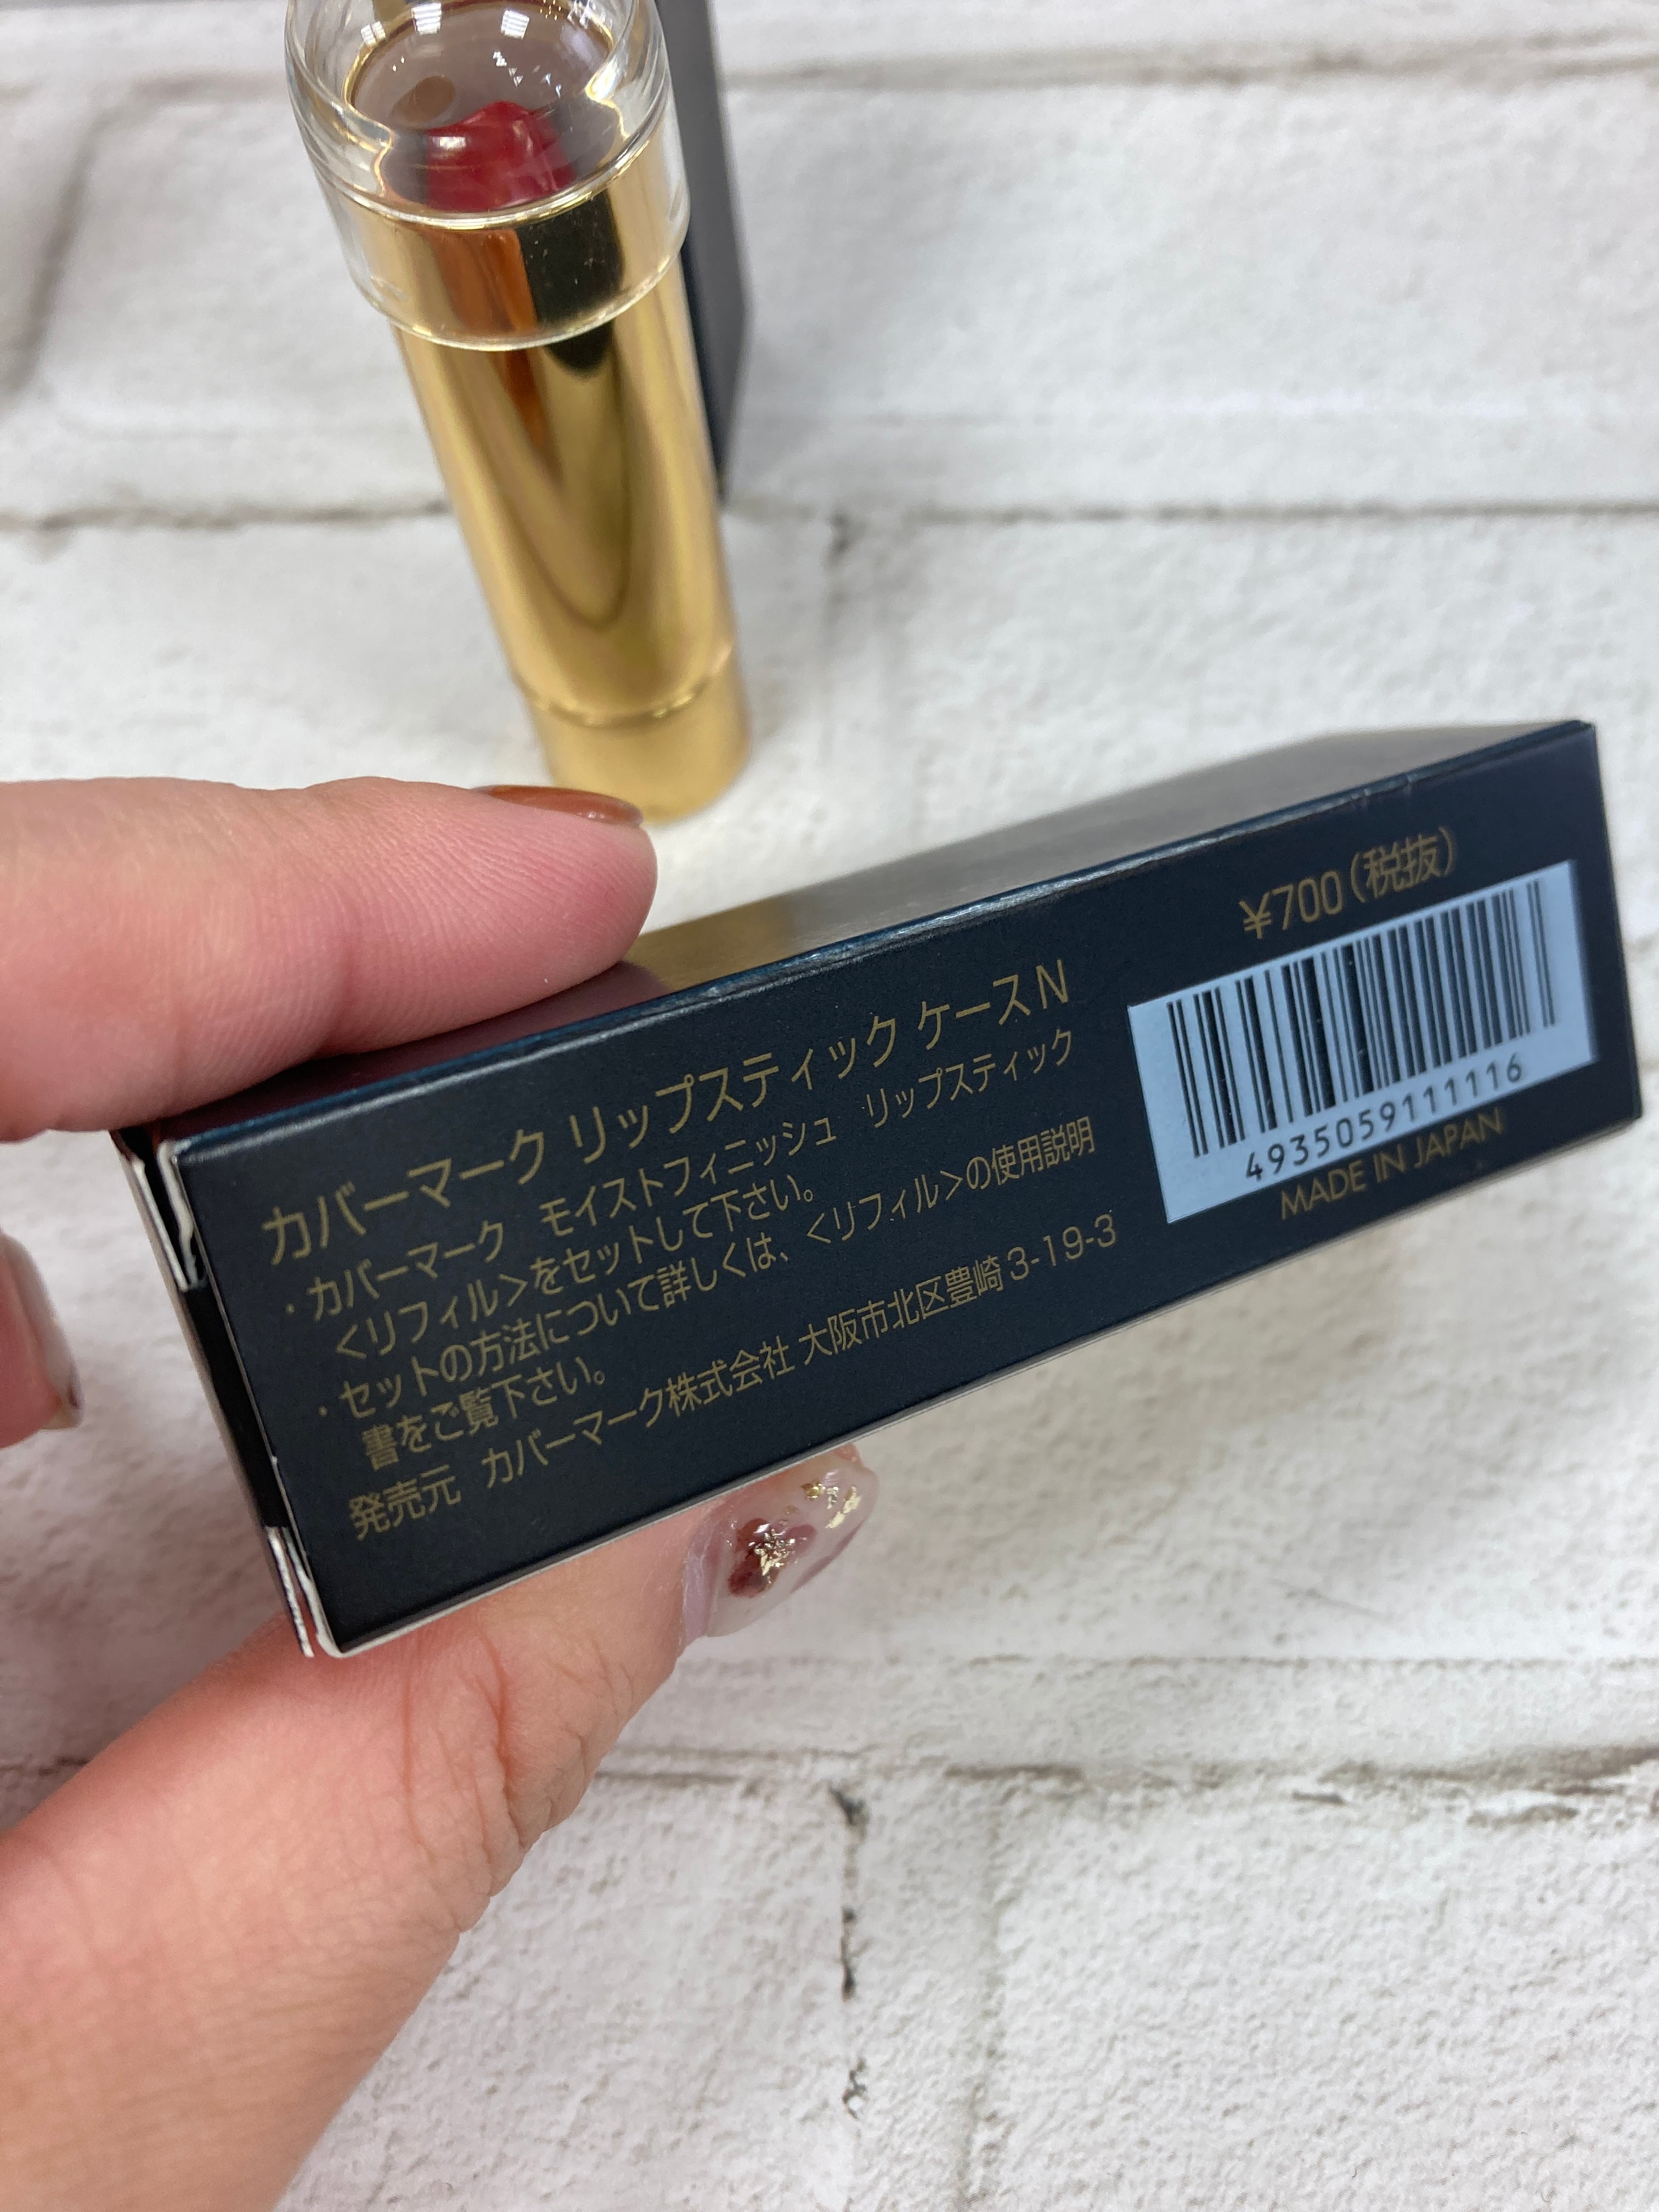 カバーマーク リップスティック ケースN
・カバーマーク モイストフィニッシュ リップスティック
<リフィル>をセットして下さい。
・セットの方法について詳しくは、<リフィル>の使用説明
書をご覧下さい。
発売元 カバーマーク株式会社 大阪市北区豊崎3-19-3
¥700(税抜)
4935059111116
MADE IN JAPAN